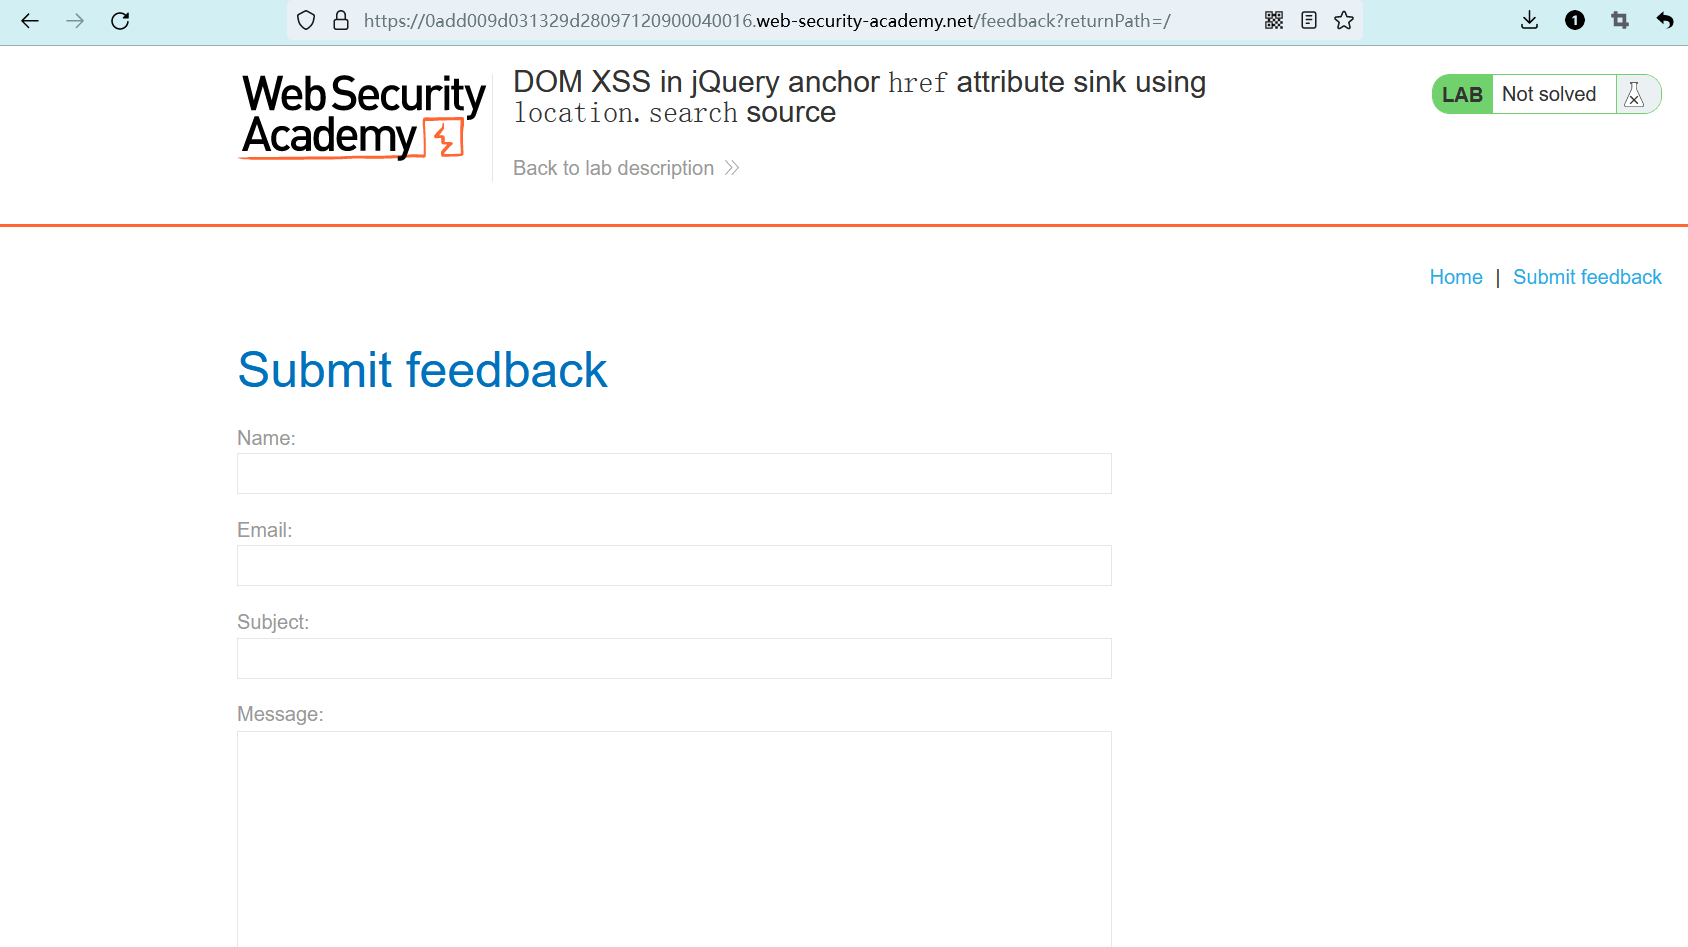 https://0add009d031329d28097120900040016.web-security-academy.net/feedback?returnPath=/
1
Web Security
Academy
DOM XSS in jQuery anchor href attribute sink using
location.search source
Back to lab description
LAB Not solved
Home | Submit feedback
Submit feedback
Name:
Email:
Subject:
Message: